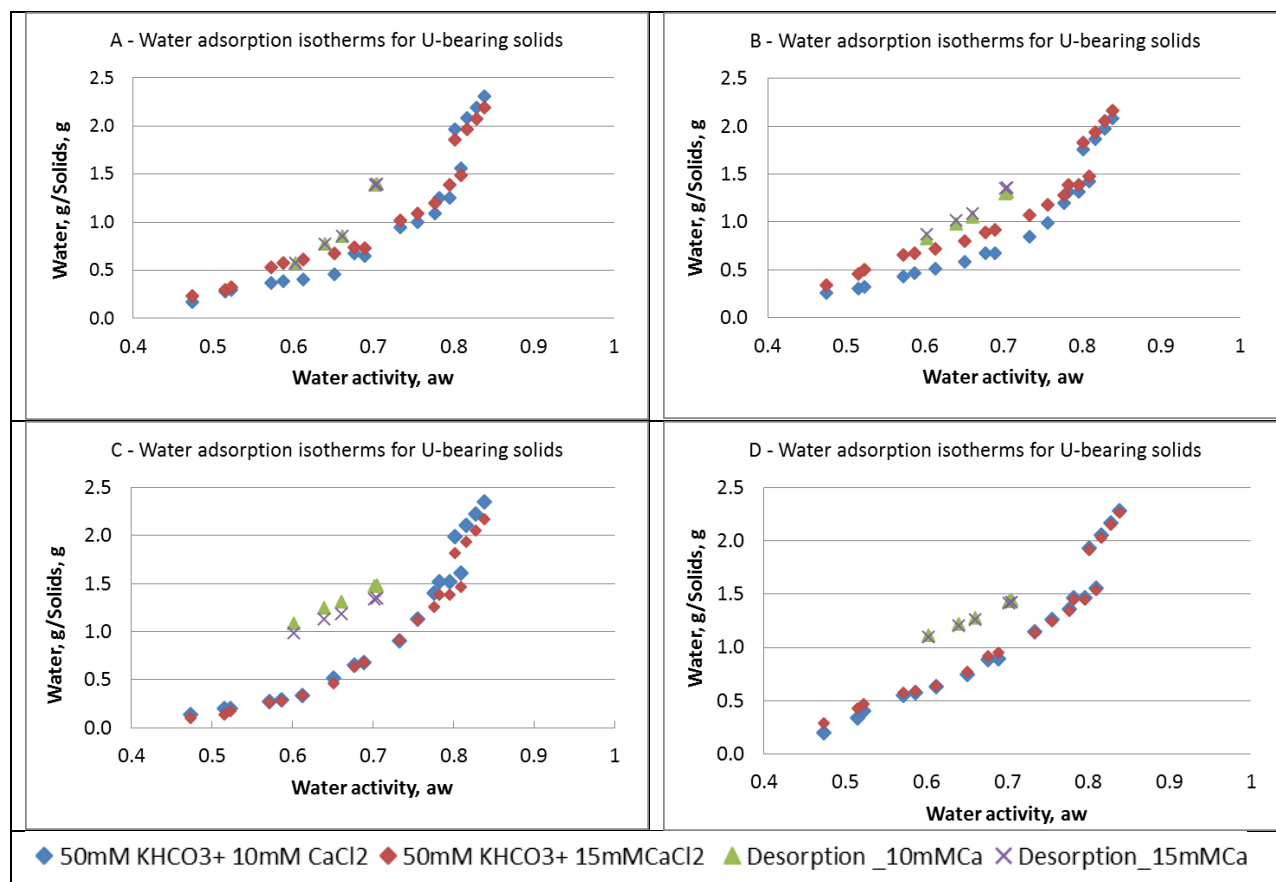 A - Water adsorption isotherms for U-bearing solids
Water, g/Solids, g
2.5
2.0
1.5
1.0
0.5
0.0
0.4 0.5 0.6 0.7 0.8 0.9 1
Water activity, aw
B - Water adsorption isotherms for U-bearing solids
Water, g/Solids, g
2.5
2.0
1.5
1.0
0.5
0.0
0.4 0.5 0.6 0.7 0.8 0.9 1
Water activity, aw
C - Water adsorption isotherms for U-bearing solids
Water, g/Solids, g
2.5
2.0
1.5
1.0
0.5
0.0
0.4 0.5 0.6 0.7 0.8 0.9 1
Water activity, aw
D - Water adsorption isotherms for U-bearing solids
Water, g/Solids, g
2.5
2.0
1.5
1.0
0.5
0.0
0.4 0.5 0.6 0.7 0.8 0.9 1
Water activity, aw
50mM KHCO3+ 10mM CaCl2 50mM KHCO3+ 15mMCaCl2 Desorption _10mMCa Desorption_15mMCa